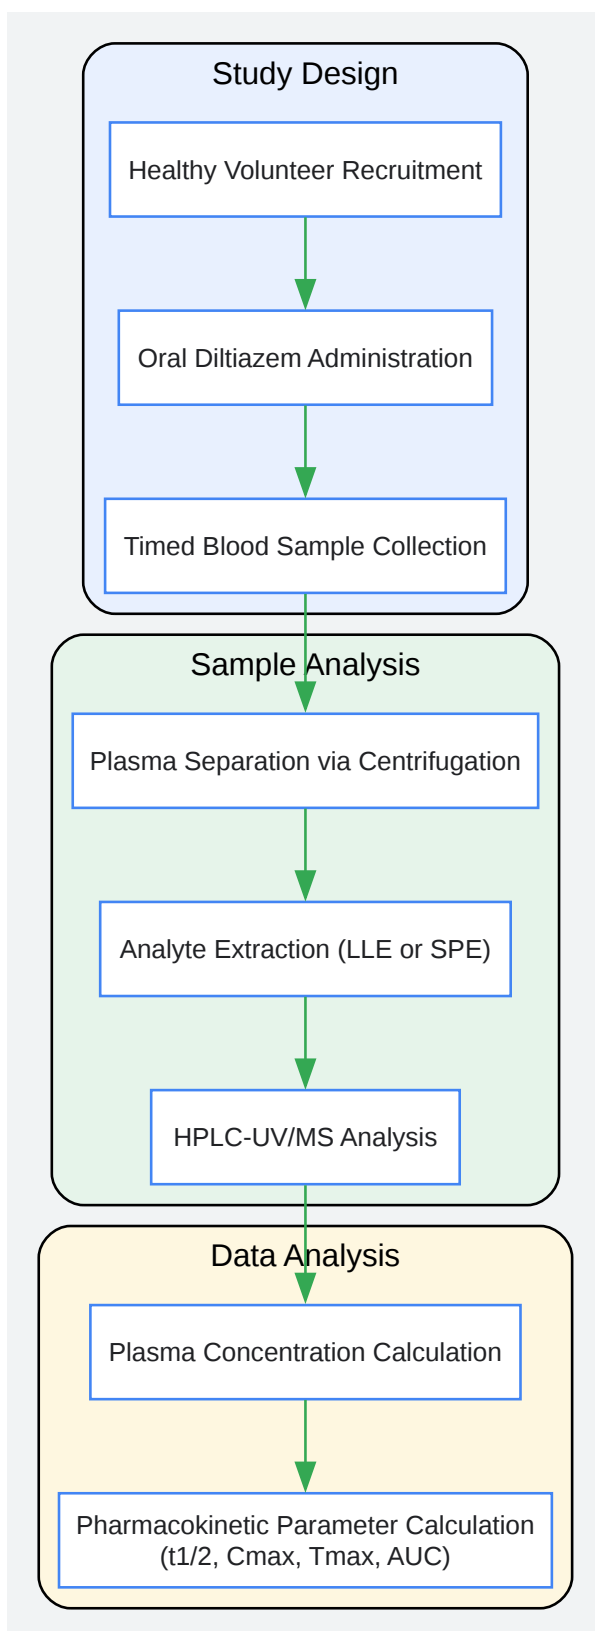 Study Design
Healthy Volunteer Recruitment
Oral Diltiazem Administration
Timed Blood Sample Collection
Sample Analysis
Plasma Separation via Centrifugation
Analyte Extraction (LLE or SPE)
HPLC-UV/MS Analysis
Data Analysis
Plasma Concentration Calculation
Pharmacokinetic Parameter Calculation
(t1/2, Cmax, Tmax, AUC)